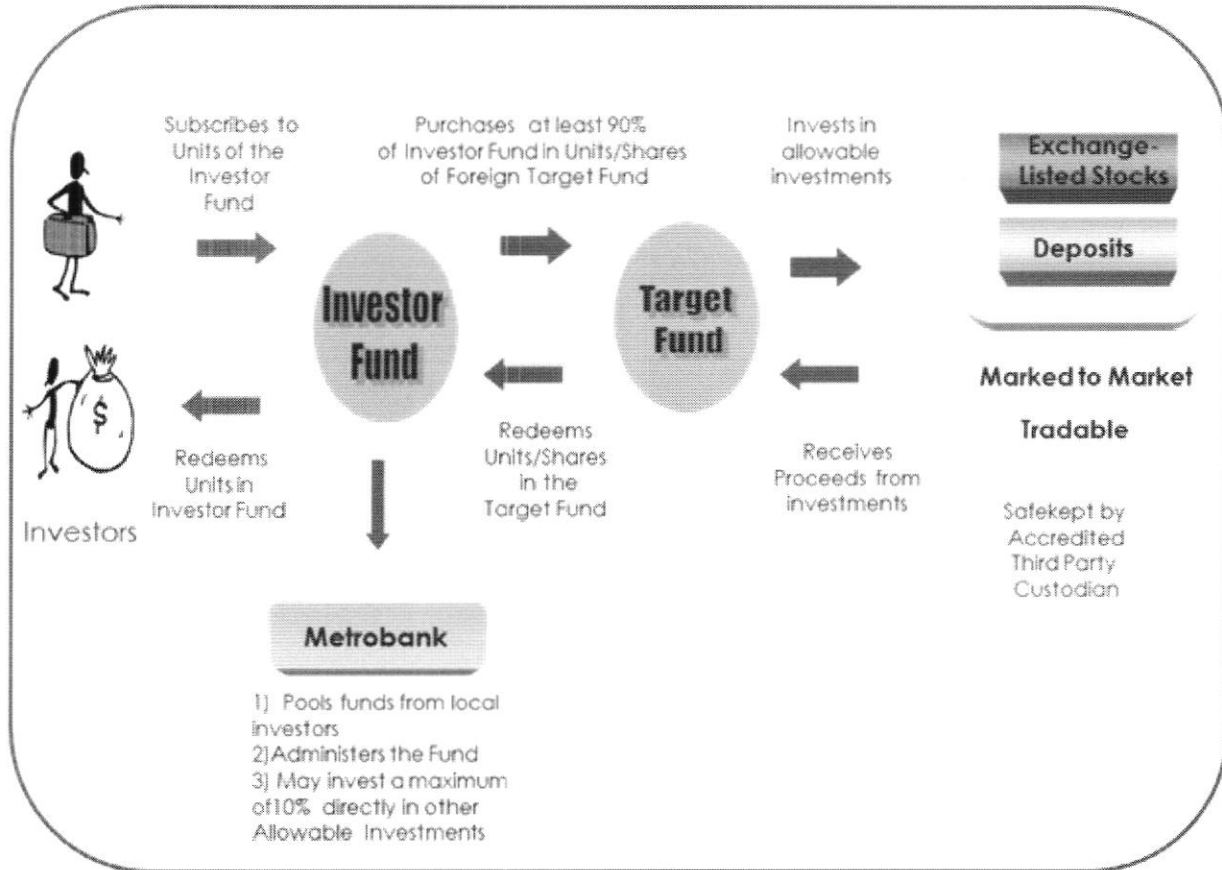 Subscribes to
Units of the
Investor
Fund
Purchases at least 90%
of Investor Fund in Units/Shares
of Foreign Target Fund
Invests in
allowable
investments
Exchange-
Listed Stocks
Deposits
Investor
Fund
Target
Fund
Marked to Market
Tradable
$
Redeems
Units in
Investor Fund
Redeems
Units/Shares
in the
Target Fund
Receives
Proceeds from
investments
Investors
Safekept by
Accredited
Third Party
Custodian
Metrobank
1) Pools funds from local
investors
2)Administers the Fund
3) May invest a maximum
of10% directly in other
Allowable Investments